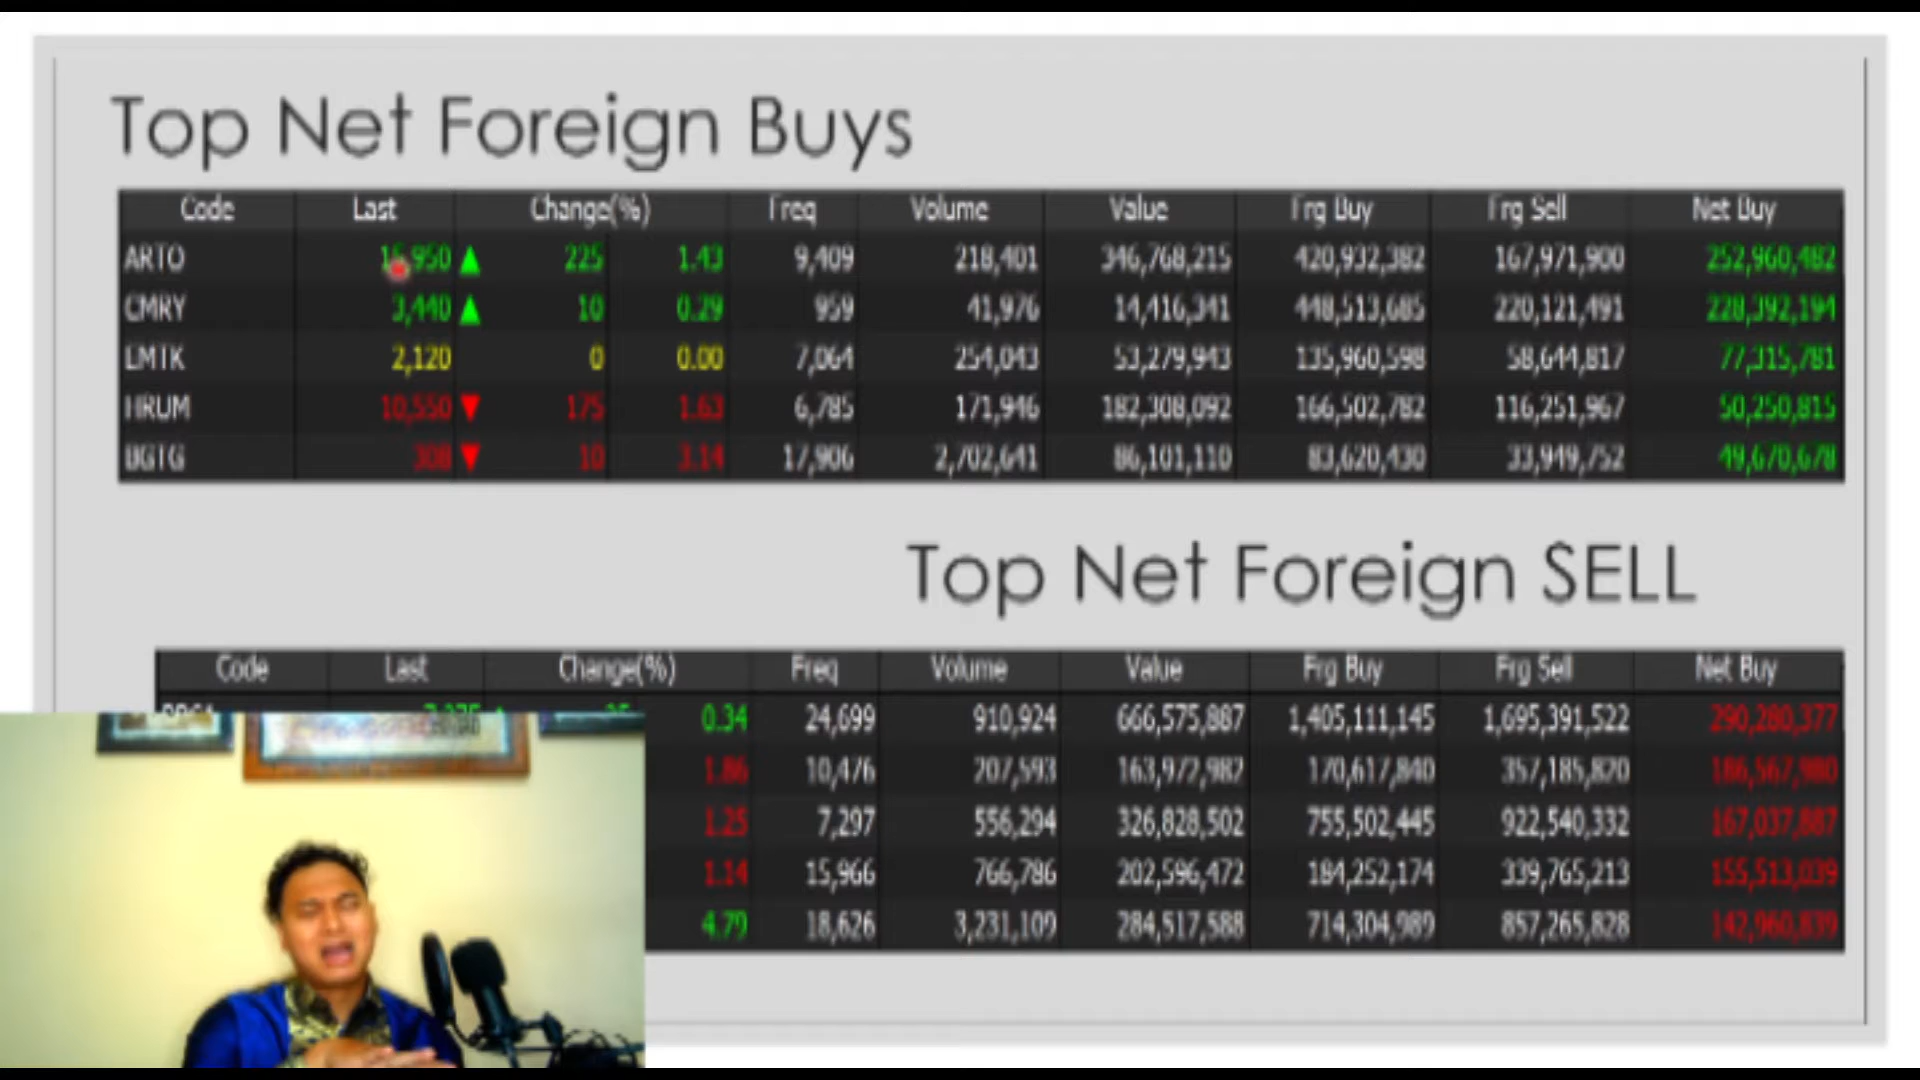 Top Net Foreign Buys
Code Last Change(%) Freq Volume Value Frg Buy Frg Sell Net Buy
ARTO 15,950 ▲ 225 1.43 9,409 218,401 346,768,215 420,932,382 167,971,900 252,960,482
CMRY 3,440 ▲ 10 0.29 959 41,976 14,416,341 448,513,685 220,121,491 228,392,194
EMTK 2,120 0 0.00 7,064 254,043 53,279,943 135,960,598 58,644,817 77,315,781
HRUM 10,550 ▼ 175 1.63 6,785 171,946 182,308,092 166,502,782 116,251,967 50,250,815
BGTG 308 ▼ 10 3.14 17,906 2,702,641 86,101,110 83,620,430 33,949,752 49,670,678
Top Net Foreign SELL
Code Last Change(%) Freq Volume Value Frg Buy Frg Sell Net Buy
0.34 24,699 910,924 666,575,887 1,405,111,145 1,695,391,522 290,280,377
1.86 10,476 207,593 163,972,982 170,617,840 357,185,820 186,567,980
1.25 7,297 556,294 326,828,502 755,502,445 922,540,332 167,037,887
1.14 15,966 766,786 202,596,472 184,252,174 339,765,213 155,513,039
4.79 18,626 3,231,109 284,517,588 714,304,989 857,265,828 142,960,839